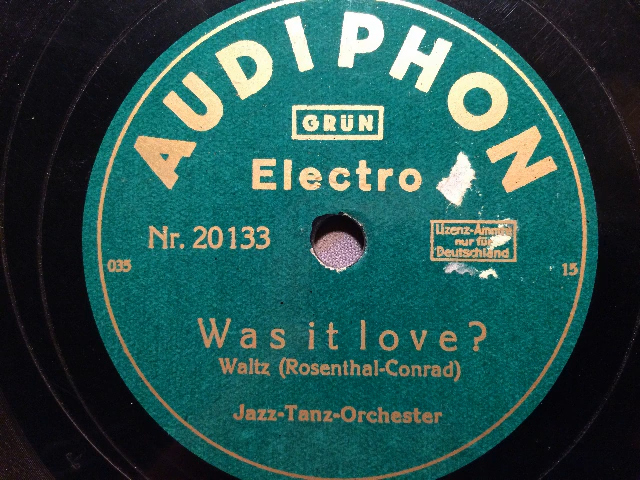 AUDIPHON
GRÜN
Electro
Nr. 20133
Lizenz-
nur für
Deutschland
035
15
Was it love?
Waltz (Rosenthal-Conrad)
Jazz-Tanz-Orchester